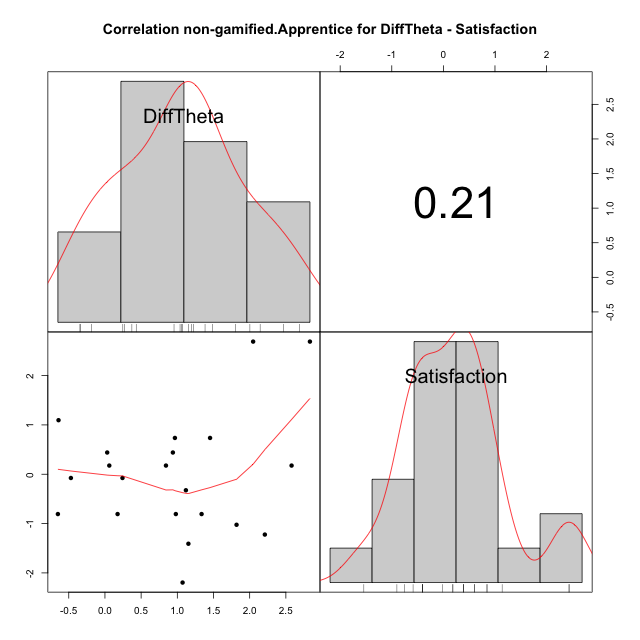 Correlation non-gamified.Apprentice for DiffTheta - Satisfaction
-2 -1 0 1 2
DiffTheta
0.21
2.5
2.0
1.5
1.0
0.5
0.0
-0.5
Satisfaction
2
1
0
-1
-2
-0.5 0.0 0.5 1.0 1.5 2.0 2.5